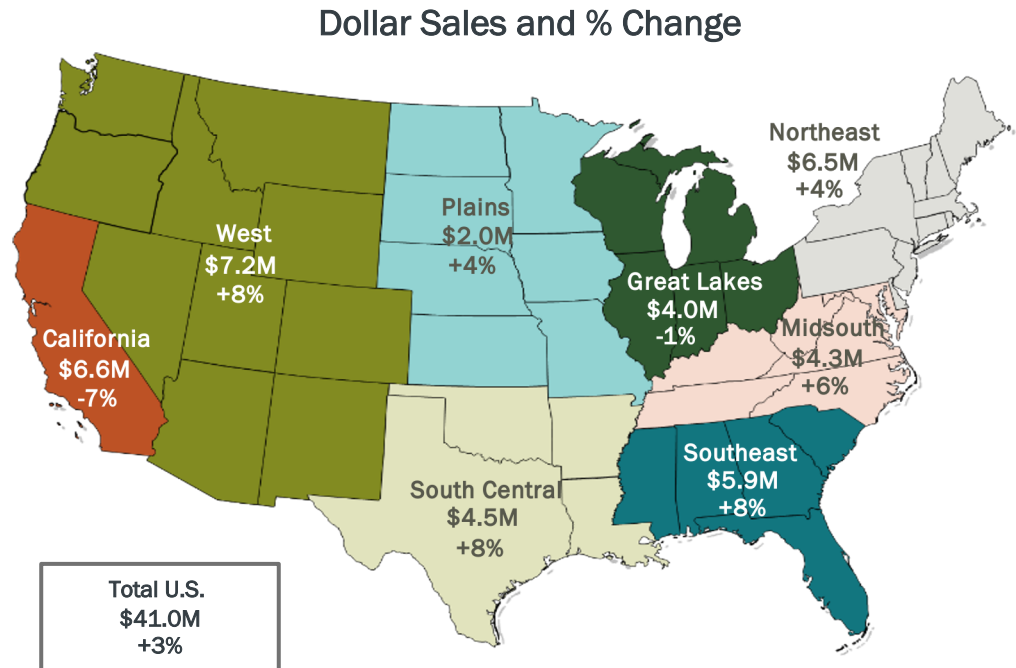 Dollar Sales and % Change
Northeast
$6.5M
+4%
Plains
$2.0M
+4%
West
$7.2M
+8%
Great Lakes
$4.0M
-1%
California
$6.6M
-7%
Midsouth
$4.3M
+6%
Southeast
$5.9M
+8%
South Central
$4.5M
+8%
Total U.S.
$41.0M
+3%